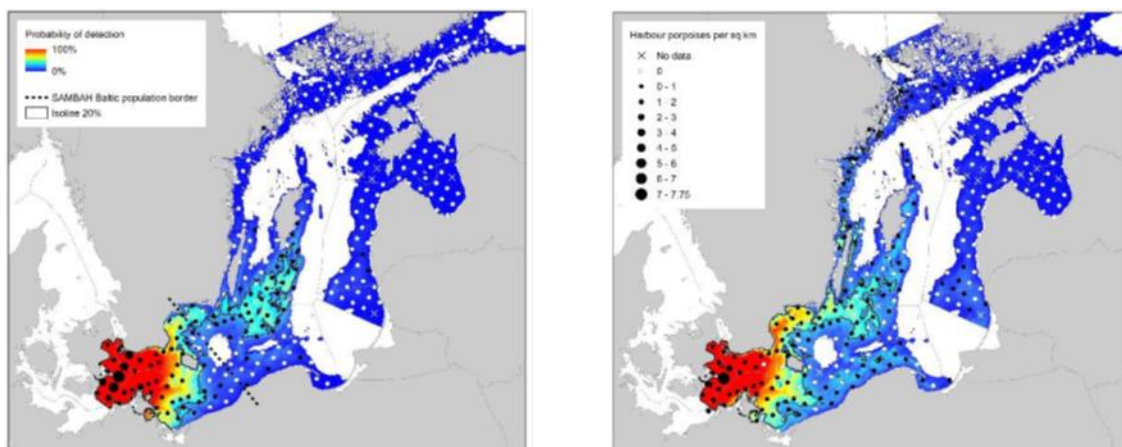 Probability of detection
100%
0%
SAMBAH Baltic population border
Isoline 20%
Harbour porpoises per sq km
No data
0
0 - 1
1 - 2
2 - 3
3 - 4
4 - 5
5 - 6
6 - 7
7 - 7.75